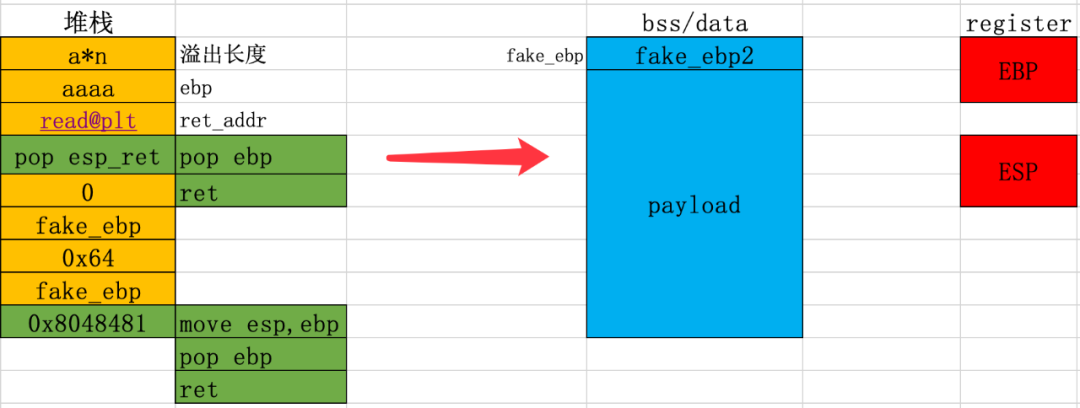 堆栈 bss/data register
a*n 溢出长度 fake_ebp fake_ebp2 EBP
aaaa ebp
read@plt ret_addr
pop esp_ret pop ebp ESP
0 ret
fake_ebp payload
0x64
fake_ebp
0x8048481 move esp,ebp
pop ebp
ret